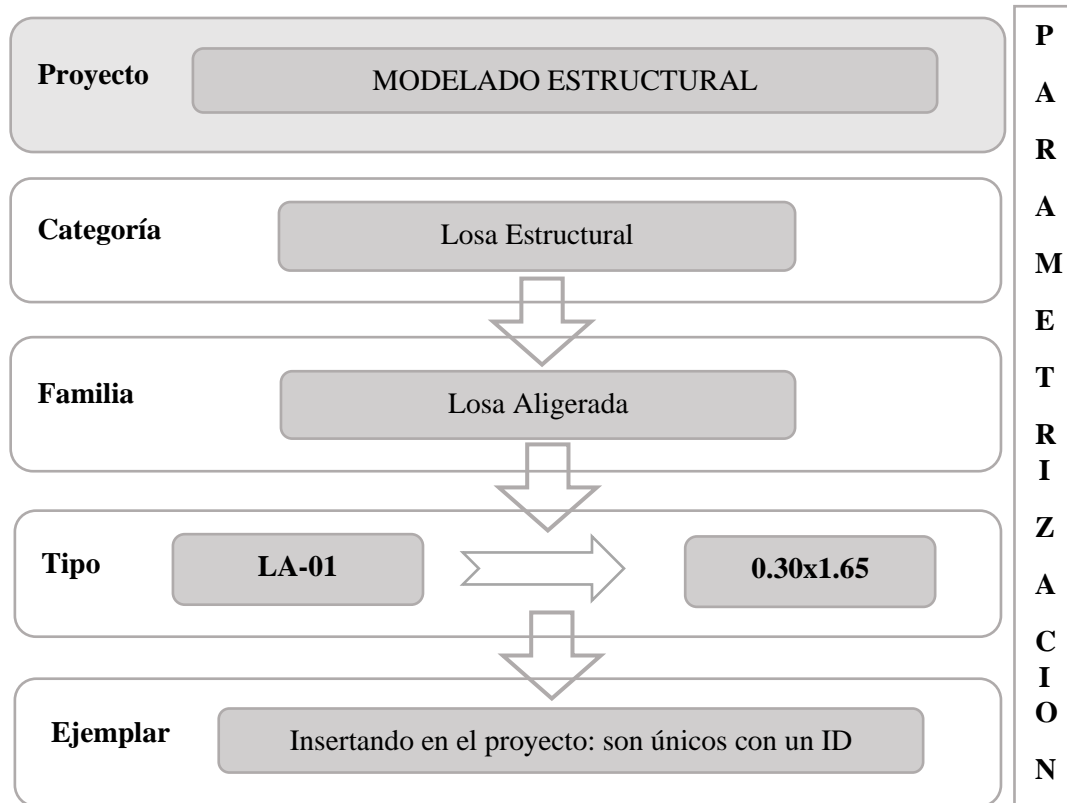 Proyecto
MODELADO ESTRUCTURAL
Categoría
Losa Estructural
Familia
Losa Aligerada
Tipo
LA-01
0.30x1.65
Ejemplar
Insertando en el proyecto: son únicos con un ID
P
A
R
A
M
E
T
R
I
Z
A
C
I
O
N